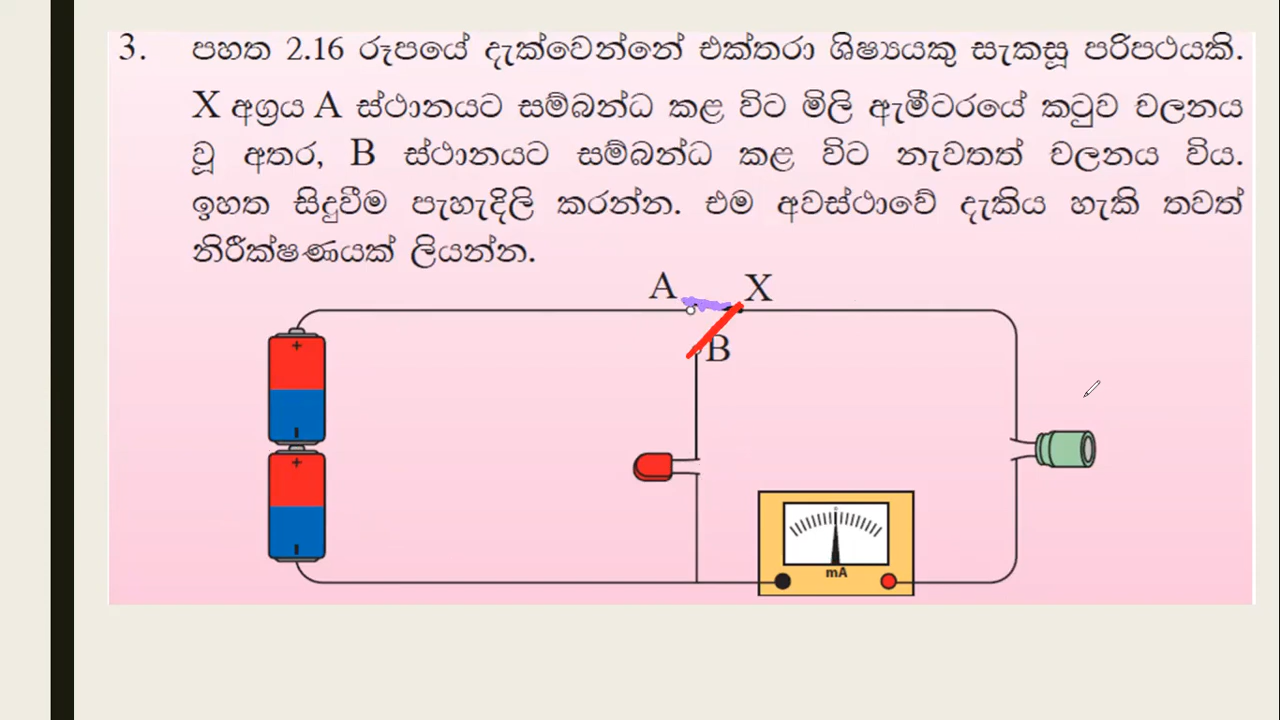 3. පහත 2.16 රූපයේ දැක්වෙන්නේ එක්තරා ශිෂ්‍යයකු සැකසූ පරිපථයකි.
X අග්‍රය A ස්ථානයට සම්බන්ධ කළ විට මිලි ඇමීටරයේ කටුව චලනය
වූ අතර, B ස්ථානයට සම්බන්ධ කළ විට නැවතත් චලනය විය.
ඉහත සිදුවීම පැහැදිලි කරන්න. එම අවස්ථාවේ දැකිය හැකි තවත්
නිරීක්ෂණයක් ලියන්න.
A X
B
+
+
0
mA